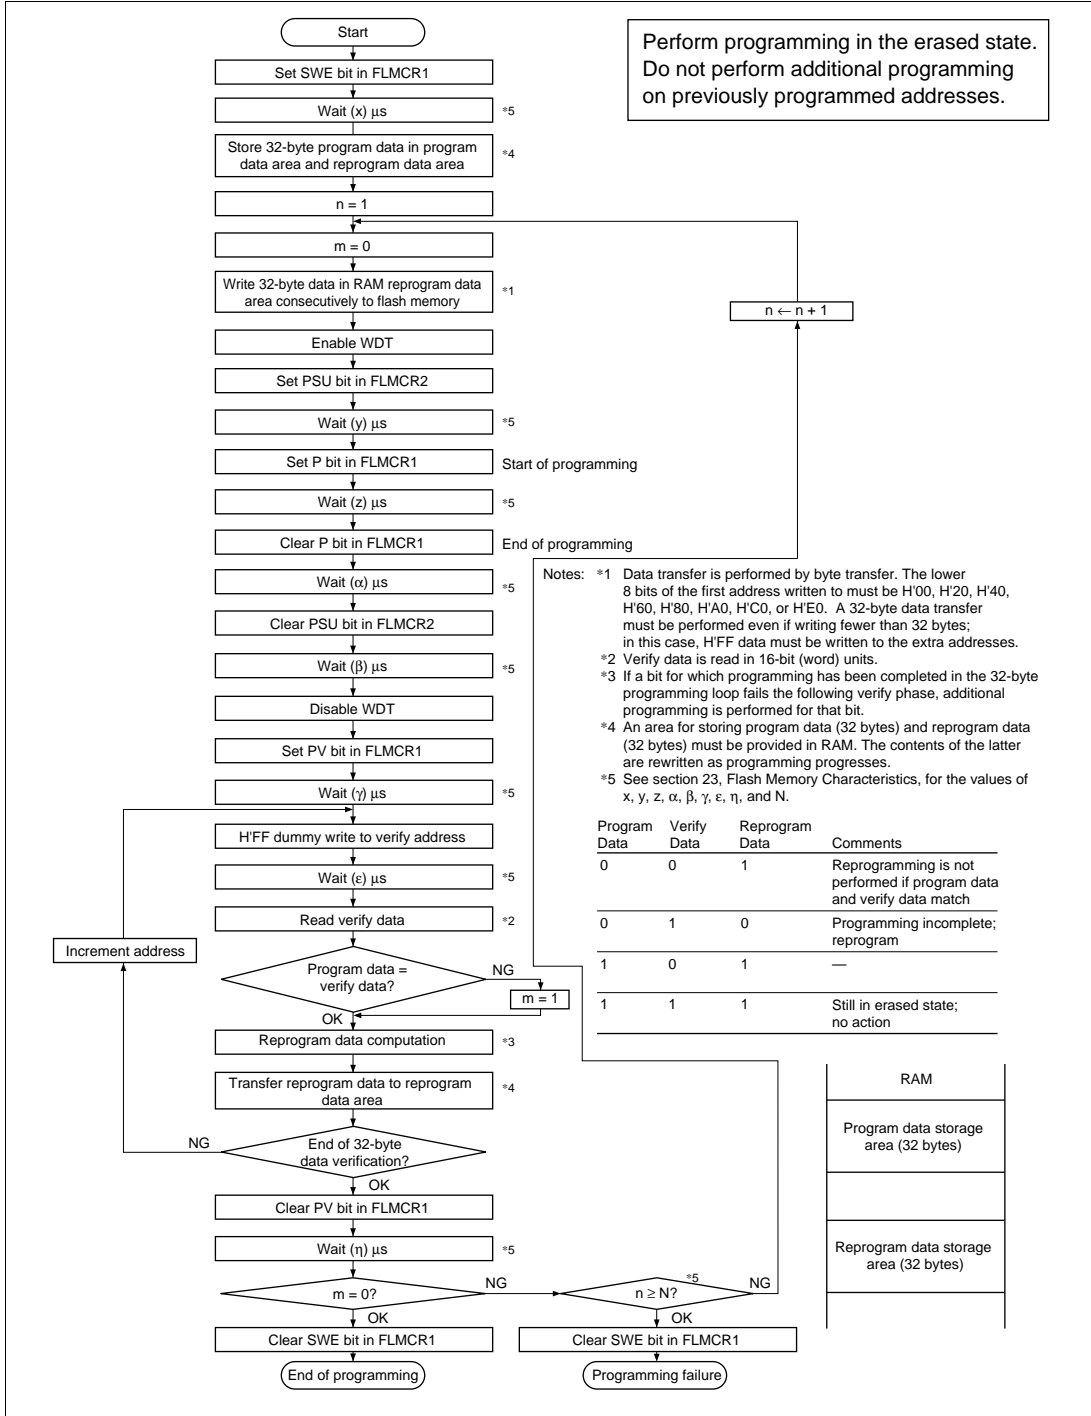 Start
Perform programming in the erased state.
Do not perform additional programming
on previously programmed addresses.
Set SWE bit in FLMCR1
Wait (x) µs
*5
Store 32-byte program data in program
data area and reprogram data area
*4
n = 1
m = 0
Write 32-byte data in RAM reprogram data
area consecutively to flash memory
*1
n ← n + 1
Enable WDT
Set PSU bit in FLMCR2
Wait (y) µs
*5
Set P bit in FLMCR1
Start of programming
Wait (z) µs
*5
Clear P bit in FLMCR1
End of programming
Wait (α) µs
*5
Clear PSU bit in FLMCR2
Wait (β) µs
*5
Disable WDT
Set PV bit in FLMCR1
Wait (γ) µs
*5
H'FF dummy write to verify address
Wait (ε) µs
*5
Read verify data
*2
Increment address
Program data =
verify data?
NG
m = 1
OK
Reprogram data computation
*3
Transfer reprogram data to reprogram
data area
*4
NG
End of 32-byte
data verification?
OK
Clear PV bit in FLMCR1
Wait (η) µs
*5
m = 0?
NG
n ≥ N?
*5
NG
OK
OK
Clear SWE bit in FLMCR1
Clear SWE bit in FLMCR1
End of programming
Programming failure
Notes: *1 Data transfer is performed by byte transfer. The lower
8 bits of the first address written to must be H'00, H'20, H'40,
H'60, H'80, H'A0, H'C0, or H'E0. A 32-byte data transfer
must be performed even if writing fewer than 32 bytes;
in this case, H'FF data must be written to the extra addresses.
*2 Verify data is read in 16-bit (word) units.
*3 If a bit for which programming has been completed in the 32-byte
programming loop fails the following verify phase, additional
programming is performed for that bit.
*4 An area for storing program data (32 bytes) and reprogram data
(32 bytes) must be provided in RAM. The contents of the latter
are rewritten as programming progresses.
*5 See section 23, Flash Memory Characteristics, for the values of
x, y, z, α, β, γ, ε, η, and N.
Program Verify Reprogram
Data Data Data Comments
0 0 1 Reprogramming is not
performed if program data
and verify data match
0 1 0 Programming incomplete;
reprogram
1 0 1 —
1 1 1 Still in erased state;
no action
RAM
Program data storage
area (32 bytes)
Reprogram data storage
area (32 bytes)